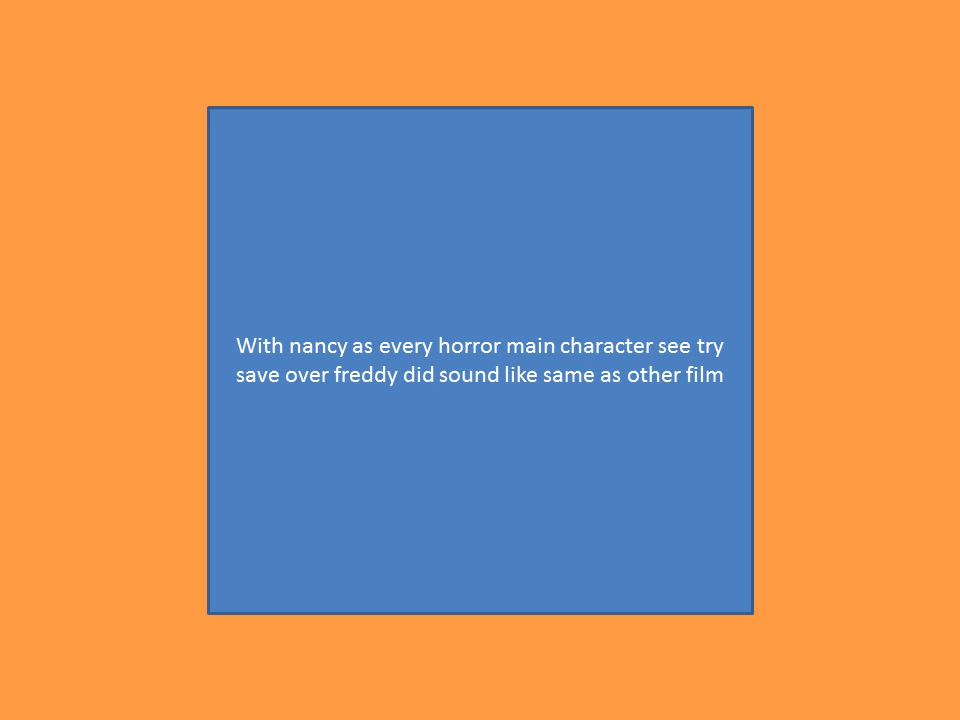 With nancy as every horror main character see try
save over freddy did sound like same as other film